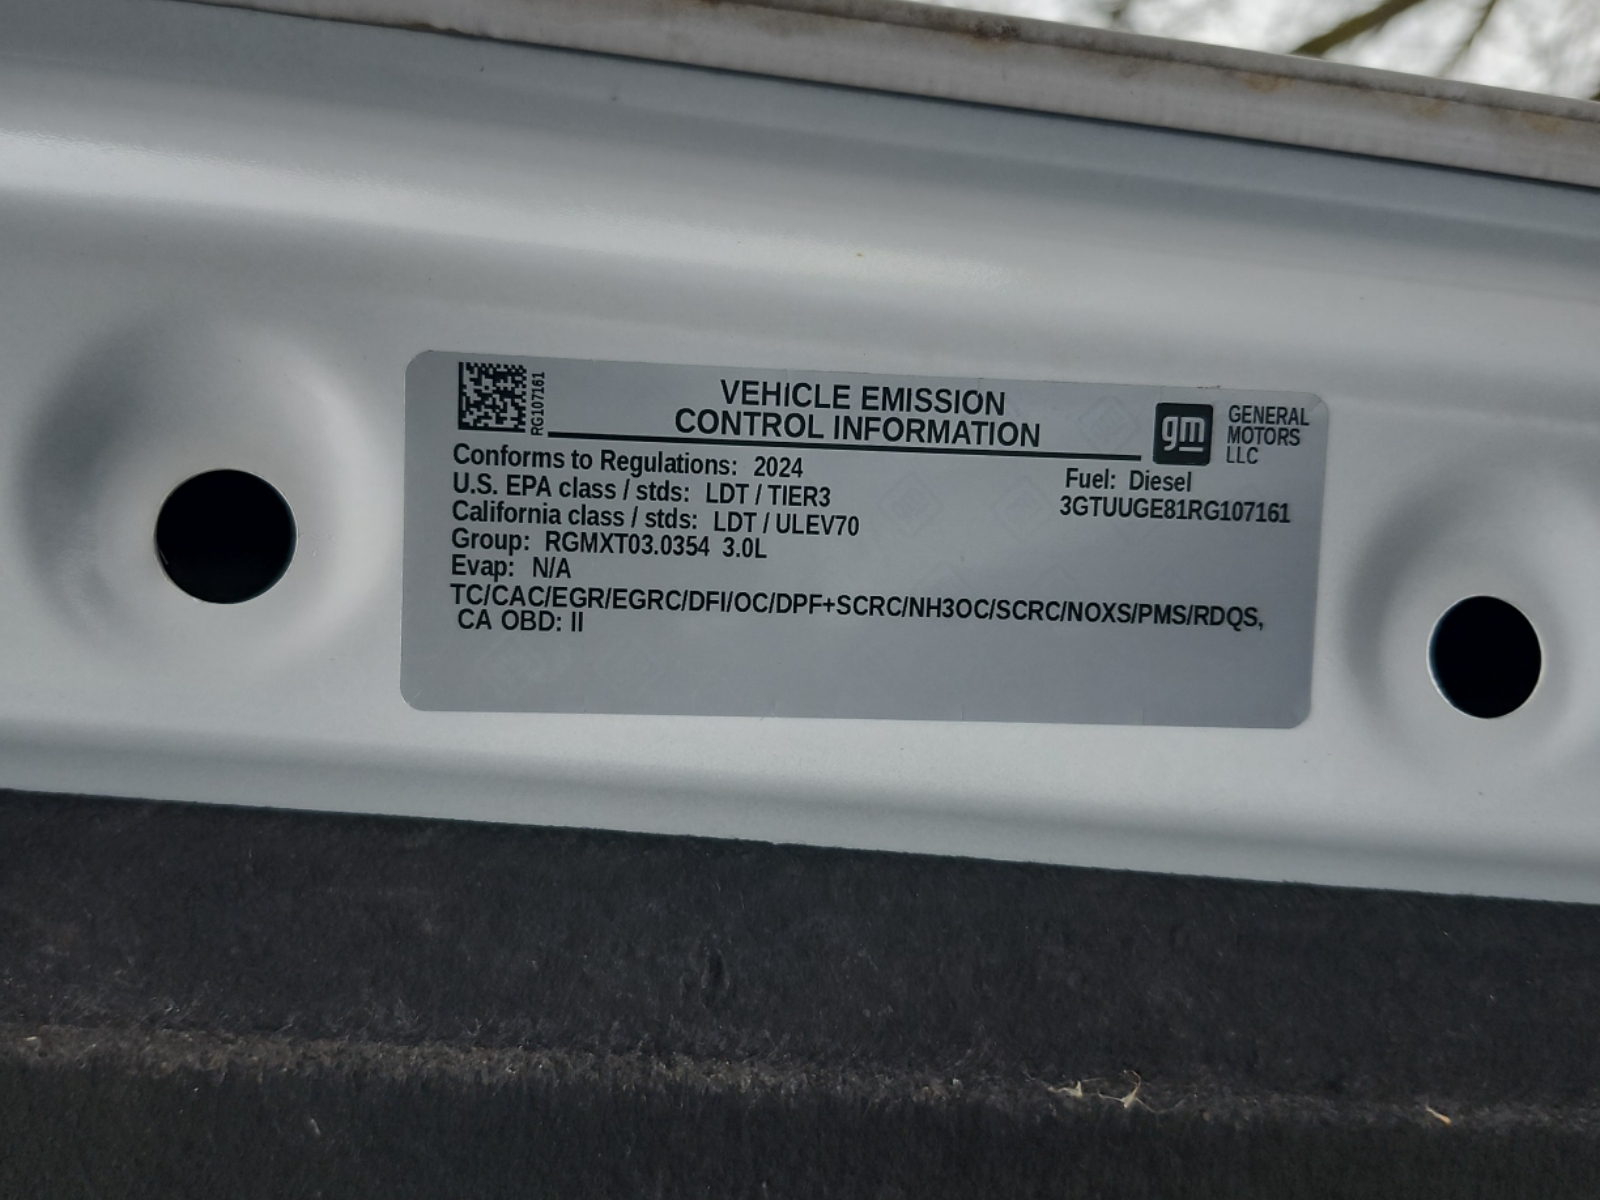 RG107161
VEHICLE EMISSION
CONTROL INFORMATION
gm
GENERAL
MOTORS
LLC
Conforms to Regulations: 2024
U.S. EPA class / stds: LDT / TIER3
California class / stds: LDT / ULEV70
Group: RGMXT03.0354 3.0L
Evap: N/A
Fuel: Diesel
3GTUUGE81RG107161
TC/CAC/EGR/EGRC/DFI/OC/DPF+SCRC/NH3OC/SCRC/NOXS/PMS/RDQS,
CA OBD: II